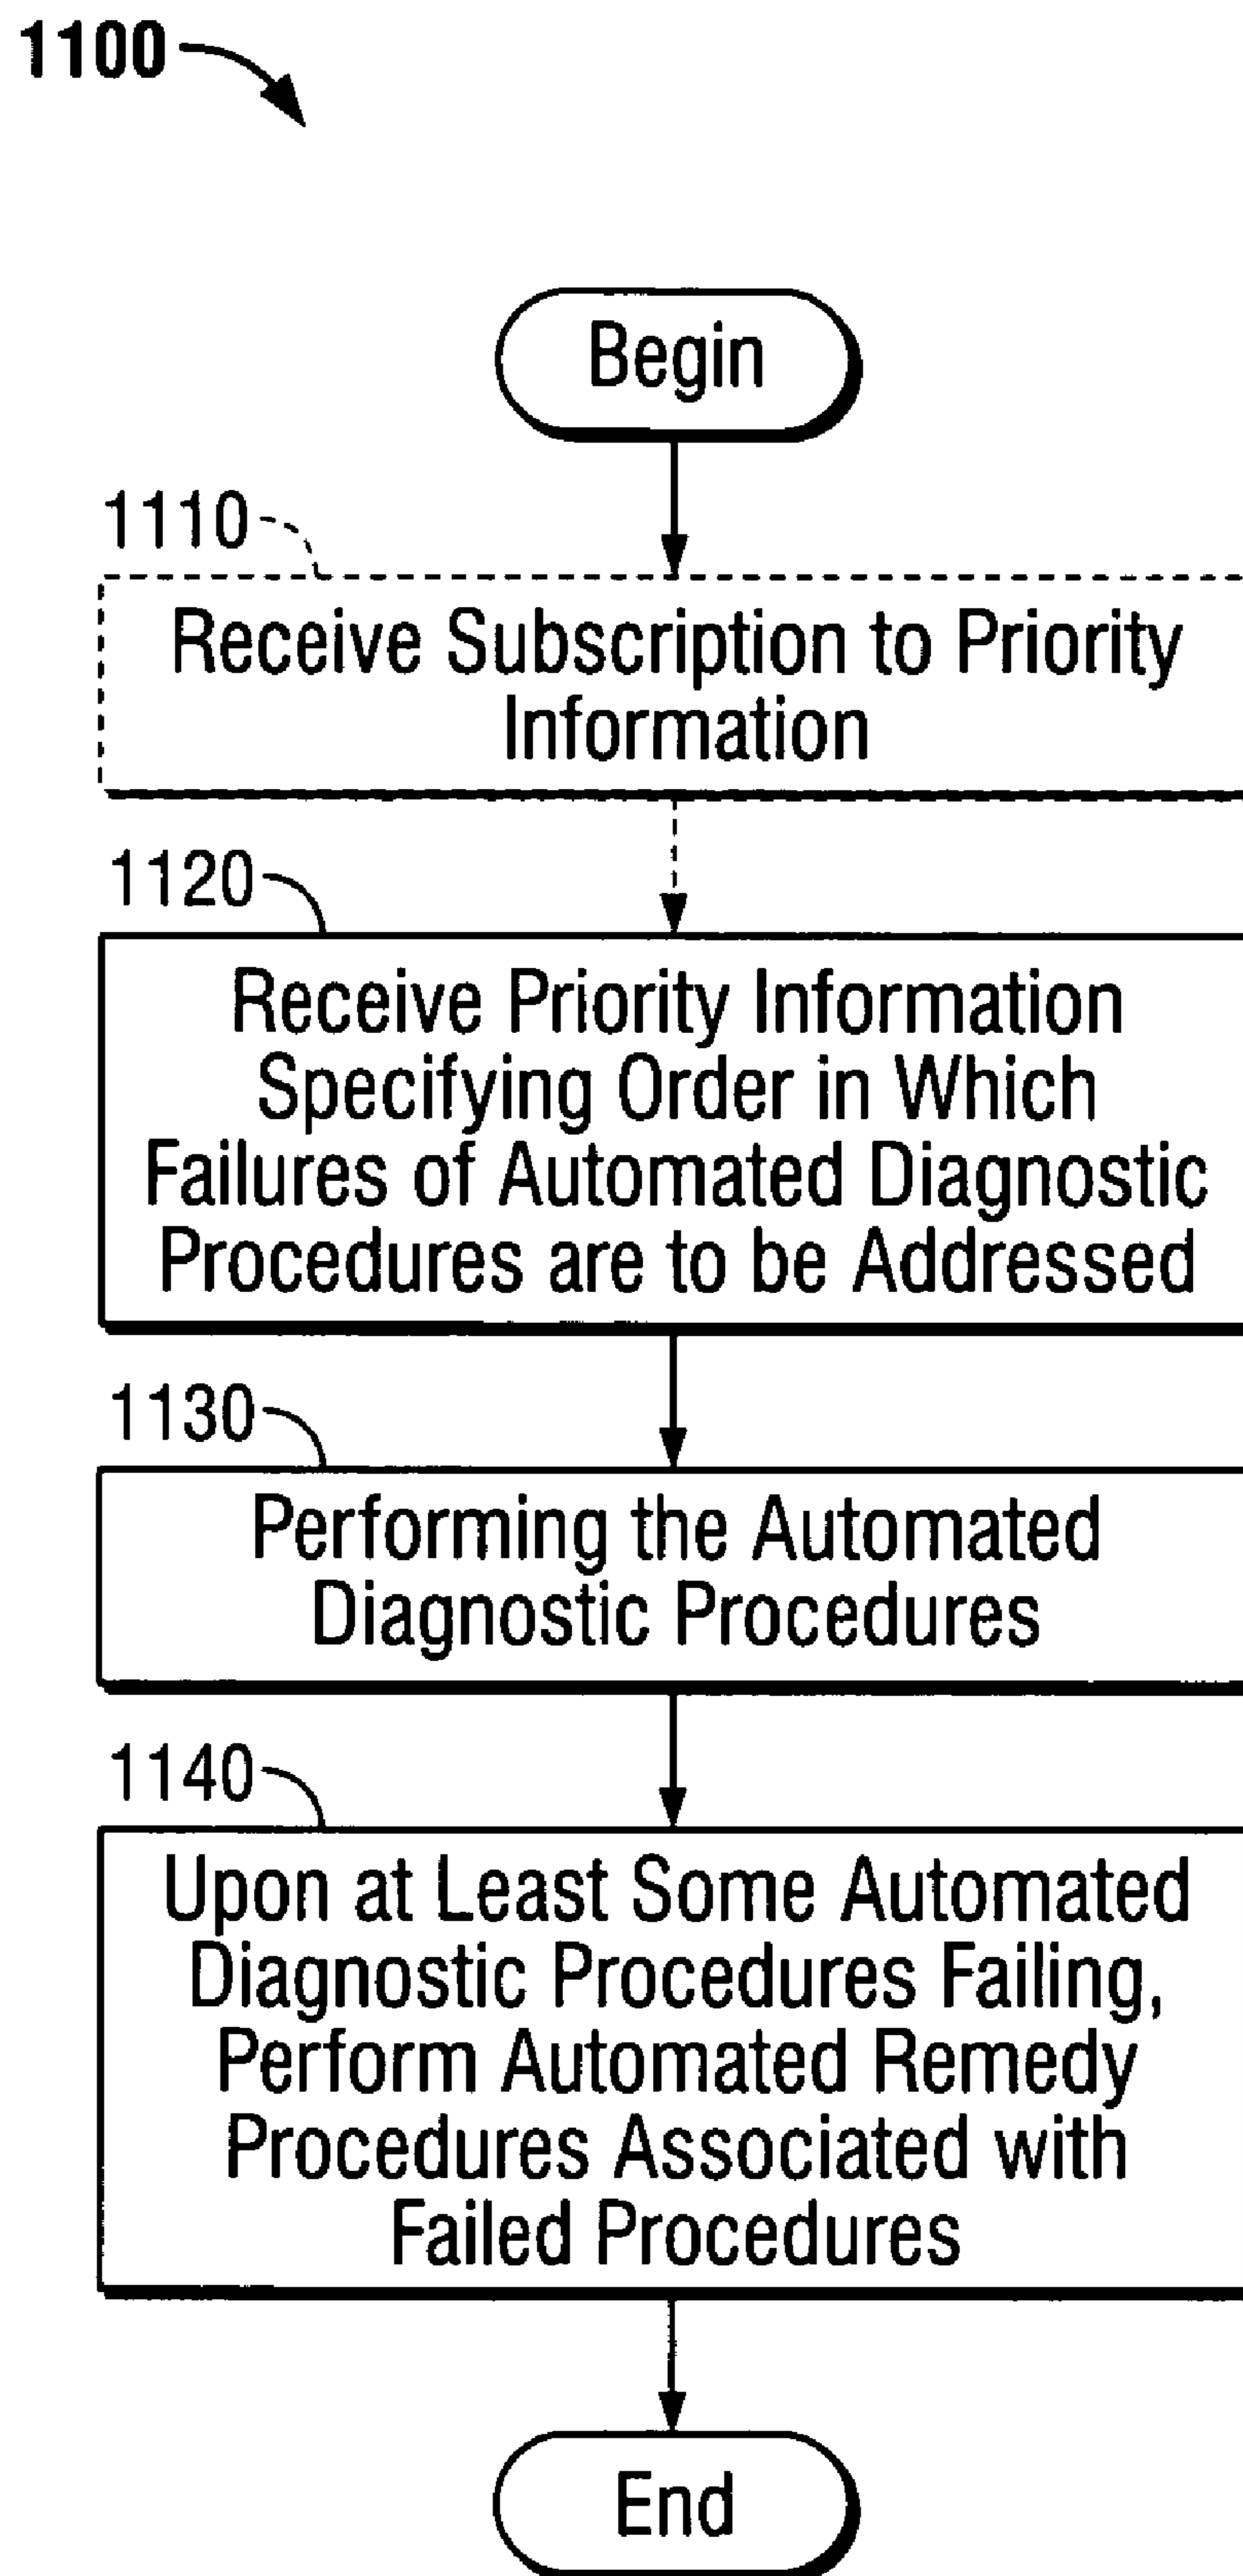 1100
Begin
1110
Receive Subscription to Priority
Information
1120
Receive Priority Information
Specifying Order in Which
Failures of Automated Diagnostic
Procedures are to be Addressed
1130
Performing the Automated
Diagnostic Procedures
1140
Upon at Least Some Automated
Diagnostic Procedures Failing,
Perform Automated Remedy
Procedures Associated with
Failed Procedures
End